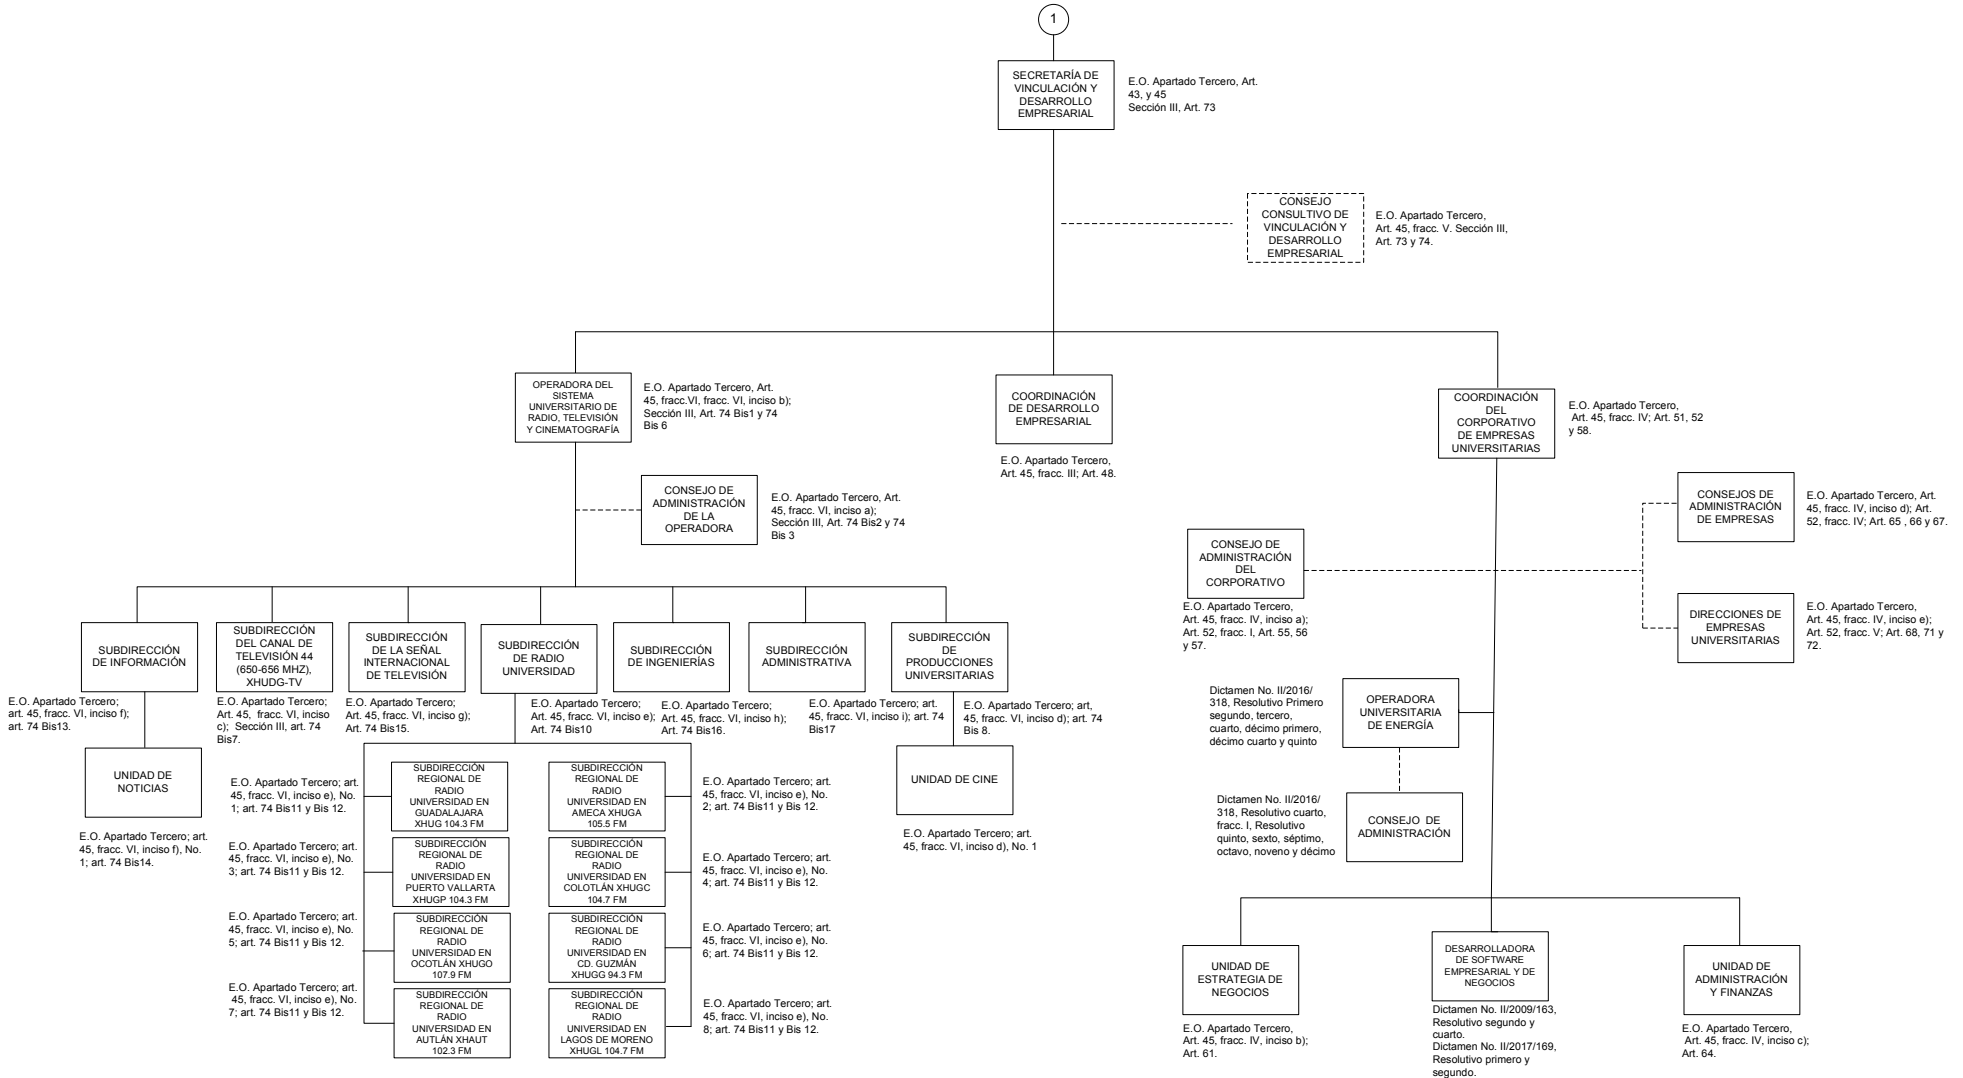 1
SECRETARÍA DE
VINCULACIÓN Y
DESARROLLO
EMPRESARIAL
E.O. Apartado Tercero, Art.
43, y 45
Sección III, Art. 73
CONSEJO
CONSULTIVO DE
VINCULACIÓN Y
DESARROLLO
EMPRESARIAL
E.O. Apartado Tercero,
Art. 45, fracc. V. Sección III,
Art. 73 y 74.
OPERADORA DEL
SISTEMA
UNIVERSITARIO DE
RADIO, TELEVISIÓN
Y CINEMATOGRAFÍA
E.O. Apartado Tercero, Art.
45, fracc.VI, fracc. VI, inciso b);
Sección III, Art. 74 Bis1 y 74
Bis 6
COORDINACIÓN
DE DESARROLLO
EMPRESARIAL
E.O. Apartado Tercero,
Art. 45, fracc. III; Art. 48.
COORDINACIÓN
DEL
CORPORATIVO
DE EMPRESAS
UNIVERSITARIAS
E.O. Apartado Tercero,
Art. 45, fracc. IV; Art. 51, 52
y 58.
CONSEJO DE
ADMINISTRACIÓN
DE LA
OPERADORA
E.O. Apartado Tercero, Art.
45, fracc. VI, inciso a);
Sección III, Art. 74 Bis2 y 74
Bis 3
CONSEJOS DE
ADMINISTRACIÓN
DE EMPRESAS
E.O. Apartado Tercero, Art.
45, fracc. IV, inciso d); Art.
52, fracc. IV; Art. 65 , 66 y 67.
CONSEJO DE
ADMINISTRACIÓN
DEL
CORPORATIVO
E.O. Apartado Tercero,
Art. 45, fracc. IV, inciso a);
Art. 52, fracc. I, Art. 55, 56
y 57.
DIRECCIONES DE
EMPRESAS
UNIVERSITARIAS
E.O. Apartado Tercero,
Art. 45, fracc. IV, inciso e);
Art. 52, fracc. V; Art. 68, 71 y
72.
SUBDIRECCIÓN
DE INFORMACIÓN
E.O. Apartado Tercero;
art. 45, fracc. VI, inciso f);
art. 74 Bis13.
SUBDIRECCIÓN
DEL CANAL DE
TELEVISIÓN 44
(650-656 MHZ),
XHUDG-TV
E.O. Apartado Tercero;
Art. 45, fracc. VI, inciso
c); Sección III, art. 74
Bis7.
SUBDIRECCIÓN
DE LA SEÑAL
INTERNACIONAL
DE TELEVISIÓN
E.O. Apartado Tercero;
Art. 45, fracc. VI, inciso g);
Art. 74 Bis15.
SUBDIRECCIÓN
DE RADIO
UNIVERSIDAD
E.O. Apartado Tercero;
Art. 45, fracc. VI, inciso e);
Art. 74 Bis10
SUBDIRECCIÓN
DE INGENIERÍAS
E.O. Apartado Tercero;
Art. 45, fracc. VI, inciso h);
Art. 74 Bis16.
SUBDIRECCIÓN
ADMINISTRATIVA
E.O. Apartado Tercero; art.
45, fracc. VI, inciso i); art. 74
Bis17
SUBDIRECCIÓN
DE
PRODUCCIONES
UNIVERSITARIAS
E.O. Apartado Tercero; art,
45, fracc. VI, inciso d); art. 74
Bis 8.
UNIDAD DE
NOTICIAS
E.O. Apartado Tercero; art.
45, fracc. VI, inciso f), No.
1; art. 74 Bis14.
E.O. Apartado Tercero; art.
45, fracc. VI, inciso e), No.
1; art. 74 Bis11 y Bis 12.
SUBDIRECCIÓN
REGIONAL DE
RADIO
UNIVERSIDAD EN
GUADALAJARA
XHUG 104.3 FM
SUBDIRECCIÓN
REGIONAL DE
RADIO
UNIVERSIDAD EN
AMECA XHUGA
105.5 FM
E.O. Apartado Tercero; art.
45, fracc. VI, inciso e), No.
2; art. 74 Bis11 y Bis 12.
E.O. Apartado Tercero; art.
45, fracc. VI, inciso e), No.
3; art. 74 Bis11 y Bis 12.
SUBDIRECCIÓN
REGIONAL DE
RADIO
UNIVERSIDAD EN
PUERTO VALLARTA
XHUGP 104.3 FM
SUBDIRECCIÓN
REGIONAL DE
RADIO
UNIVERSIDAD EN
COLOTLÁN XHUGC
104.7 FM
E.O. Apartado Tercero; art.
45, fracc. VI, inciso e), No.
4; art. 74 Bis11 y Bis 12.
E.O. Apartado Tercero; art.
45, fracc. VI, inciso e), No.
5; art. 74 Bis11 y Bis 12.
SUBDIRECCIÓN
REGIONAL DE
RADIO
UNIVERSIDAD EN
OCOTLÁN XHUGO
107.9 FM
SUBDIRECCIÓN
REGIONAL DE
RADIO
UNIVERSIDAD EN
CD. GUZMÁN
XHUGG 94.3 FM
E.O. Apartado Tercero; art.
45, fracc. VI, inciso e), No.
6; art. 74 Bis11 y Bis 12.
E.O. Apartado Tercero; art.
45, fracc. VI, inciso e), No.
7; art. 74 Bis11 y Bis 12.
SUBDIRECCIÓN
REGIONAL DE
RADIO
UNIVERSIDAD EN
AUTLÁN XHAUT
102.3 FM
SUBDIRECCIÓN
REGIONAL DE
RADIO
UNIVERSIDAD EN
LAGOS DE MORENO
XHUGL 104.7 FM
E.O. Apartado Tercero; art.
45, fracc. VI, inciso e), No.
8; art. 74 Bis11 y Bis 12.
UNIDAD DE CINE
E.O. Apartado Tercero; art.
45, fracc. VI, inciso d), No. 1
Dictamen No. II/2016/
318, Resolutivo Primero
segundo, tercero,
cuarto, décimo primero,
décimo cuarto y quinto
OPERADORA
UNIVERSITARIA
DE ENERGÍA
Dictamen No. II/2016/
318, Resolutivo cuarto,
fracc. I, Resolutivo
quinto, sexto, séptimo,
octavo, noveno y décimo
CONSEJO DE
ADMINISTRACIÓN
UNIDAD DE
ESTRATEGIA DE
NEGOCIOS
E.O. Apartado Tercero,
Art. 45, fracc. IV, inciso b);
Art. 61.
DESARROLLADORA
DE SOFTWARE
EMPRESARIAL Y DE
NEGOCIOS
Dictamen No. II/2009/163,
Resolutivo segundo y
cuarto.
Dictamen No. II/2017/169,
Resolutivo primero y
segundo.
UNIDAD DE
ADMINISTRACIÓN
Y FINANZAS
E.O. Apartado Tercero,
Art. 45, fracc. IV, inciso c);
Art. 64.